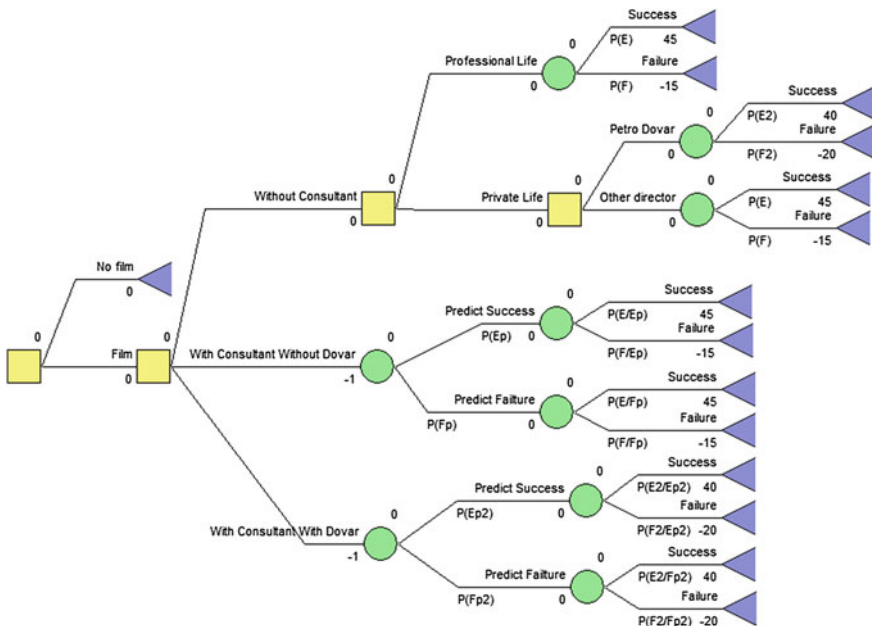 0
Success
P(E) 45
Professional Life
0
Failure
P(F) -15
0
Success
P(E2) 40
Petro Dovar
0
Failure
P(F2) -20
0
Without Consultant
0
0
Private Life
0
0
Other director
0
Success
P(E) 45
Failure
P(F) -15
No film
0
0
0
Film
0
0
With Consultant Without Dovar
-1
0
Predict Success
P(Ep) 0
Success
P(E/Ep) 45
Failure
P(F/Ep) -15
0
Predict Failture
P(Fp) 0
Success
P(E/Fp) 45
Failure
P(F/Fp) -15
0
With Consultant With Dovar
-1
0
Predict Success
P(Ep2) 0
Success
P(E2/Ep2) 40
Failure
P(F2/Ep2) -20
0
Predict Failture
P(Fp2) 0
Success
P(E2/Fp2) 40
Failure
P(F2/Fp2) -20